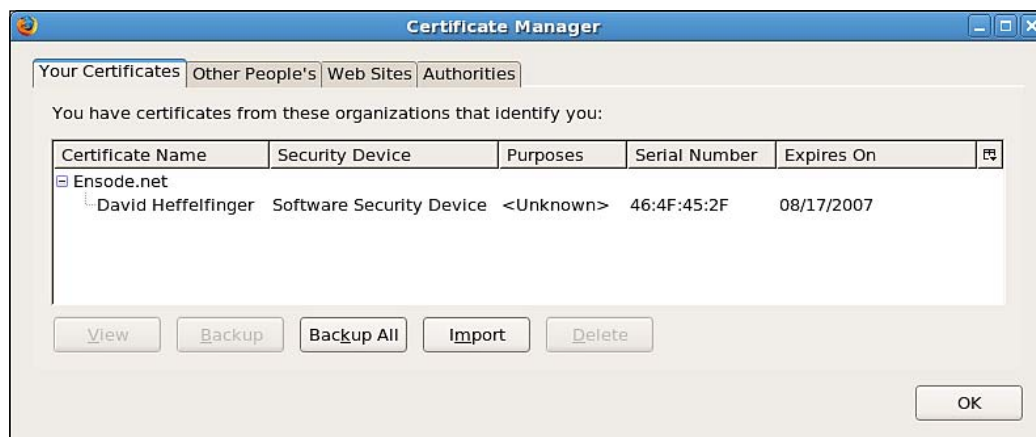 Certificate Manager
Your Certificates Other People's Web Sites Authorities
You have certificates from these organizations that identify you:
Certificate Name Security Device Purposes Serial Number Expires On
Ensode.net
David Heffelfinger Software Security Device <Unknown> 46:4F:45:2F 08/17/2007
View Backup Backup All Import Delete
OK